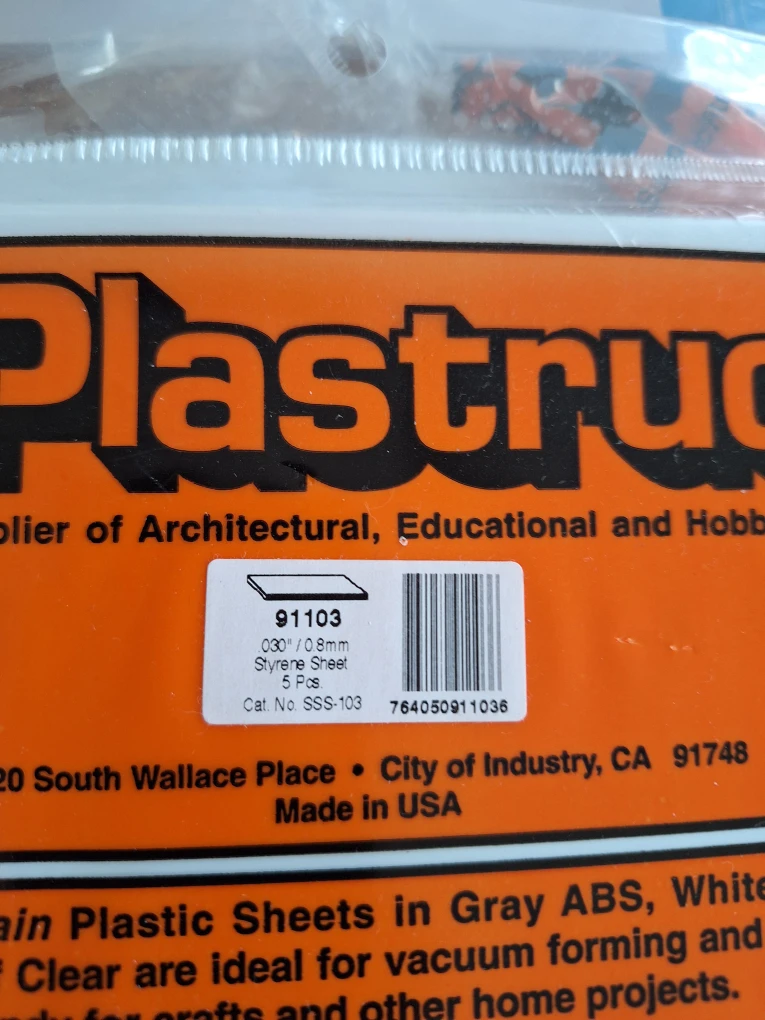 Plastruc
plier of Architectural, Educational and Hobb
91103
.030" / 0.8mm
Styrene Sheet
5 Pcs.
Cat. No. SSS-103
764050911036
20 South Wallace Place • City of Industry, CA 91748
Made in USA
ain Plastic Sheets in Gray ABS, White
f Clear are ideal for vacuum forming and
ndy for crafts and other home projects.